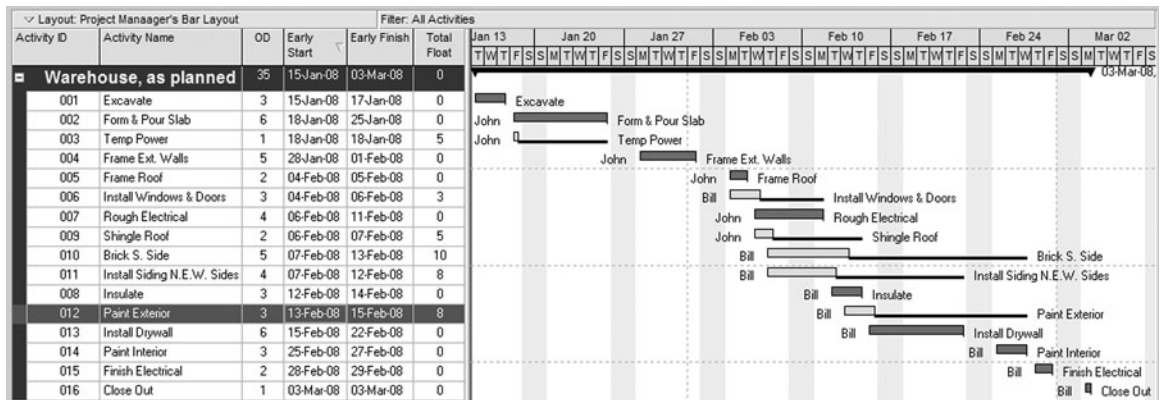 Layout: Project Manaager's Bar Layout Filter: All Activities
Activity ID Activity Name OD Early Start Early Finish Total Float Jan 13 Jan 20 Jan 27 Feb 03 Feb 10 Feb 17 Feb 24 Mar 02
T W T F S S M T W T F S S M T W T F S S M T W T F S S M T W T F S S M T W T F S S M T W T F S S M T W T F S
Warehouse, as planned 35 15-Jan-08 03-Mar-08 0 03-Mar-08,
001 Excavate 3 15-Jan-08 17-Jan-08 0 Excavate
002 Form & Pour Slab 6 18-Jan-08 25-Jan-08 0 John Form & Pour Slab
003 Temp Power 1 18-Jan-08 18-Jan-08 5 John Temp Power
004 Frame Ext. Walls 5 28-Jan-08 01-Feb-08 0 John Frame Ext. Walls
005 Frame Roof 2 04-Feb-08 05-Feb-08 0 John Frame Roof
006 Install Windows & Doors 3 04-Feb-08 06-Feb-08 3 Bill Install Windows & Doors
007 Rough Electrical 4 06-Feb-08 11-Feb-08 0 John Rough Electrical
009 Shingle Roof 2 06-Feb-08 07-Feb-08 5 John Shingle Roof
010 Brick S. Side 5 07-Feb-08 13-Feb-08 10 Bill Brick S. Side
011 Install Siding N.E.W. Sides 4 07-Feb-08 12-Feb-08 8 Bill Install Siding N.E.W. Sides
008 Insulate 3 12-Feb-08 14-Feb-08 0 Bill Insulate
012 Paint Exterior 3 13-Feb-08 15-Feb-08 8 Bill Paint Exterior
013 Install Drywall 6 15-Feb-08 22-Feb-08 0 Bill Install Drywall
014 Paint Interior 3 25-Feb-08 27-Feb-08 0 Bill Paint Interior
015 Finish Electrical 2 28-Feb-08 29-Feb-08 0 Bill Finish Electrical
016 Close Out 1 03-Mar-08 03-Mar-08 0 Bill Close Out